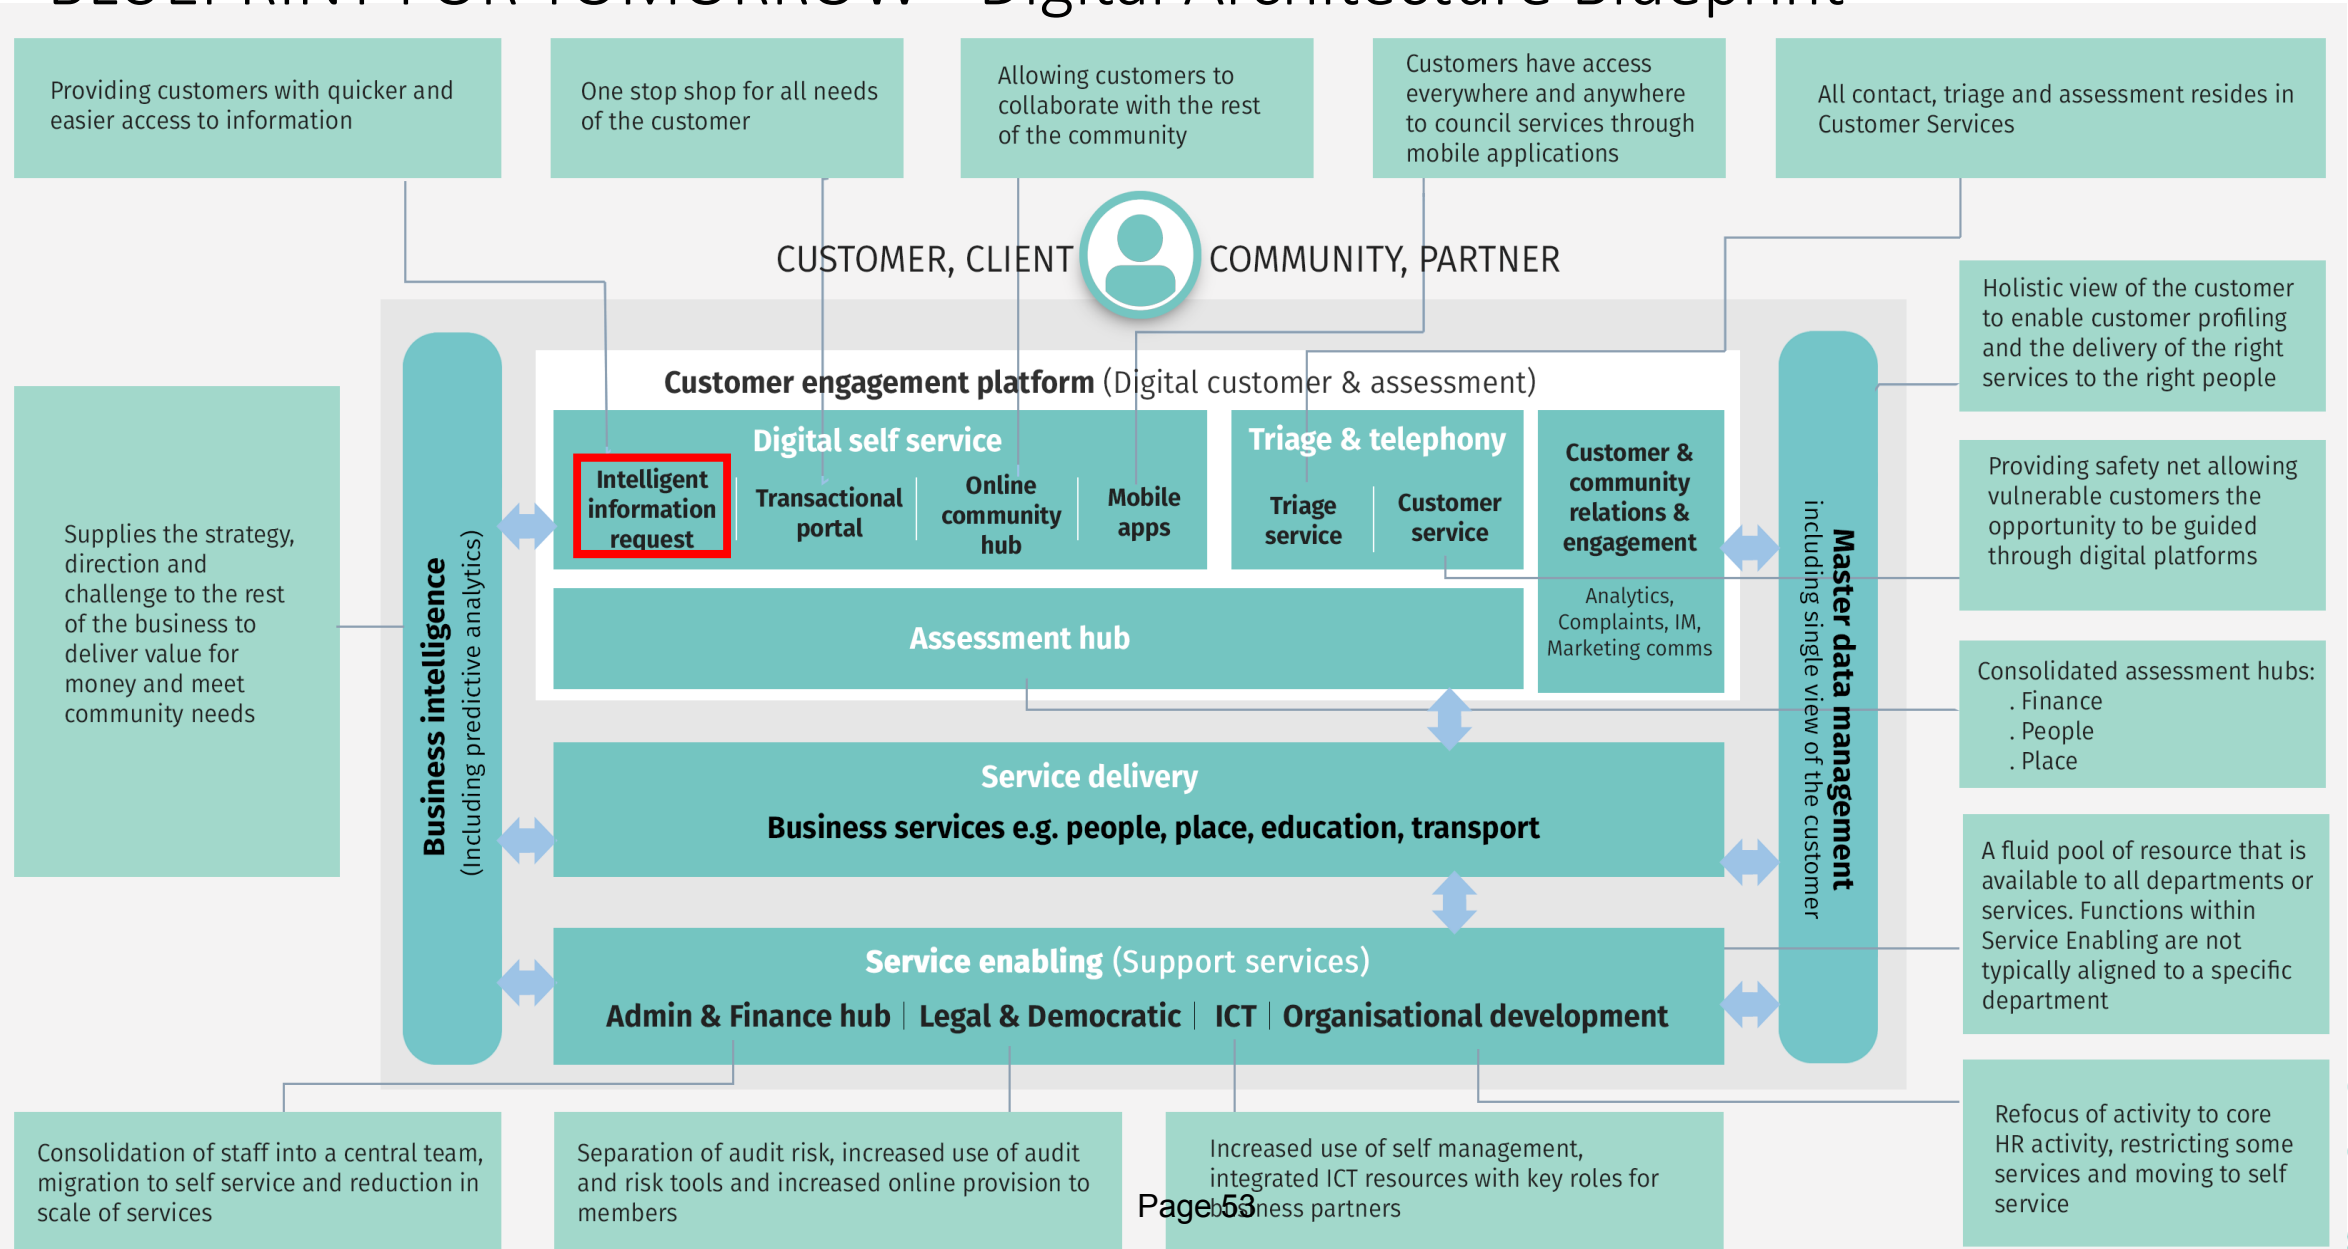 BLUEPRINT FOR TOMORROW - Digital Architecture Blueprint
Providing customers with quicker and
easier access to information
One stop shop for all needs
of the customer
Allowing customers to
collaborate with the rest
of the community
Customers have access
everywhere and anywhere
to council services through
mobile applications
All contact, triage and assessment resides in
Customer Services
CUSTOMER, CLIENT
COMMUNITY, PARTNER
Holistic view of the customer
to enable customer profiling
and the delivery of the right
services to the right people
Supplies the strategy,
direction and
challenge to the rest
of the business to
deliver value for
money and meet
community needs
Business intelligence
(Including predictive analytics)
Customer engagement platform (Digital customer & assessment)
Digital self service
Intelligent
information
request
Transactional
portal
Online
community
hub
Mobile
apps
Triage & telephony
Triage
service
Customer
service
Customer &
community
relations &
engagement
Analytics,
Complaints, IM,
Marketing comms
Assessment hub
Master data management
including single view of the customer
Providing safety net allowing
vulnerable customers the
opportunity to be guided
through digital platforms
Consolidated assessment hubs:
. Finance
. People
. Place
Service delivery
Business services e.g. people, place, education, transport
A fluid pool of resource that is
available to all departments or
services. Functions within
Service Enabling are not
typically aligned to a specific
department
Service enabling (Support services)
Admin & Finance hub
Legal & Democratic
ICT
Organisational development
Consolidation of staff into a central team,
migration to self service and reduction in
scale of services
Separation of audit risk, increased use of audit
and risk tools and increased online provision to
members
Increased use of self management,
integrated ICT resources with key roles for
business partners
Refocus of activity to core
HR activity, restricting some
services and moving to self
service
Page 53